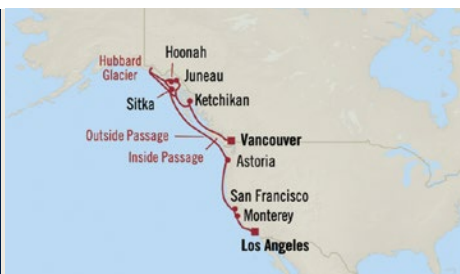 Hoonah
Hubbard
Glacier
Juneau
Sitka
Ketchikan
Outside Passage
Vancouver
Inside Passage
Astoria
San Francisco
Monterey
Los Angeles